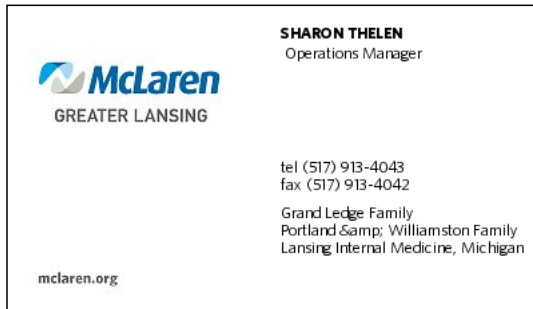 McLaren
GREATER LANSING
mclaren.org
SHARON THELEN
Operations Manager
tel (517) 913-4043
fax (517) 913-4042
Grand Ledge Family
Portland &amp; Williamston Family
Lansing Internal Medicine, Michigan